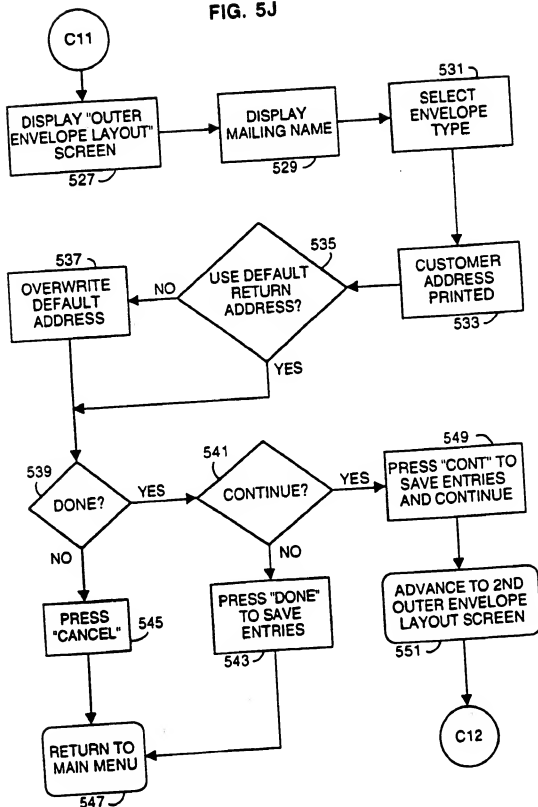 FIG. 5J
C11
DISPLAY "OUTER
ENVELOPE LAYOUT"
SCREEN
527
DISPLAY
MAILING NAME
529
531
SELECT
ENVELOPE
TYPE
CUSTOMER
ADDRESS
PRINTED
533
535
USE DEFAULT
RETURN
ADDRESS?
NO
YES
537
OVERWRITE
DEFAULT
ADDRESS
539
DONE?
YES
NO
541
CONTINUE?
YES
NO
549
PRESS "CONT" TO
SAVE ENTRIES
AND CONTINUE
PRESS
"CANCEL"
545
PRESS "DONE"
TO SAVE
ENTRIES
543
ADVANCE TO 2ND
OUTER ENVELOPE
LAYOUT SCREEN
551
RETURN TO
MAIN MENU
547
C12